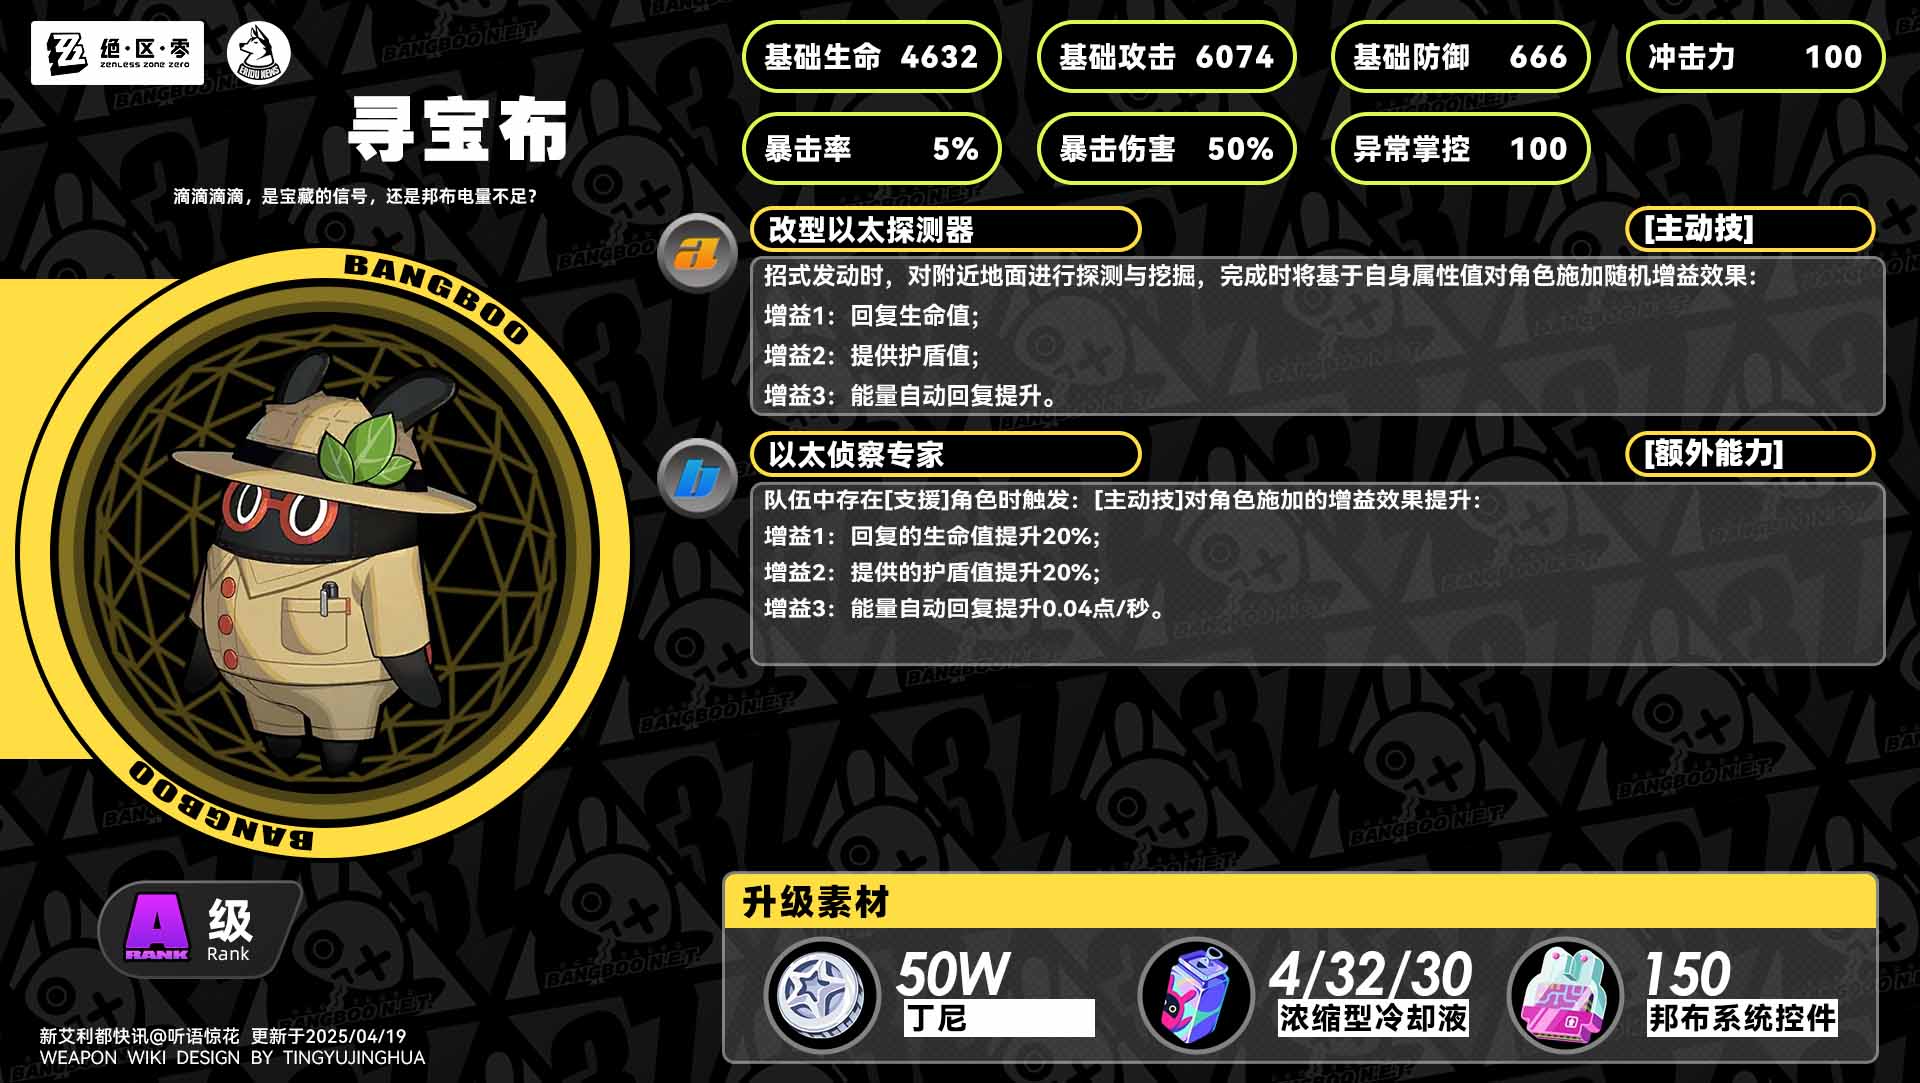 绝·区·零
ZENLESS ZONE ZERO
ERIDU NEWS
寻宝布
滴滴滴滴，是宝藏的信号，还是邦布电量不足？
BANGBOO
BANGBOO
A
RANK
级
Rank
新艾利都快讯@听语惊花 更新于2025/04/19
WEAPON WIKI DESIGN BY TINGYUJINGHUA
基础生命 4632
基础攻击 6074
基础防御 666
冲击力 100
暴击率 5%
暴击伤害 50%
异常掌控 100
a
改型以太探测器
[主动技]
招式发动时，对附近地面进行探测与挖掘，完成时将基于自身属性值对角色施加随机增益效果：
增益1：回复生命值；
增益2：提供护盾值；
增益3：能量自动回复提升。
b
以太侦察专家
[额外能力]
队伍中存在[支援]角色时触发：[主动技]对角色施加的增益效果提升：
增益1：回复的生命值提升20%；
增益2：提供的护盾值提升20%；
增益3：能量自动回复提升0.04点/秒。
升级素材
50W
丁尼
4/32/30
浓缩型冷却液
150
邦布系统控件
BANGBOO N.E.T.